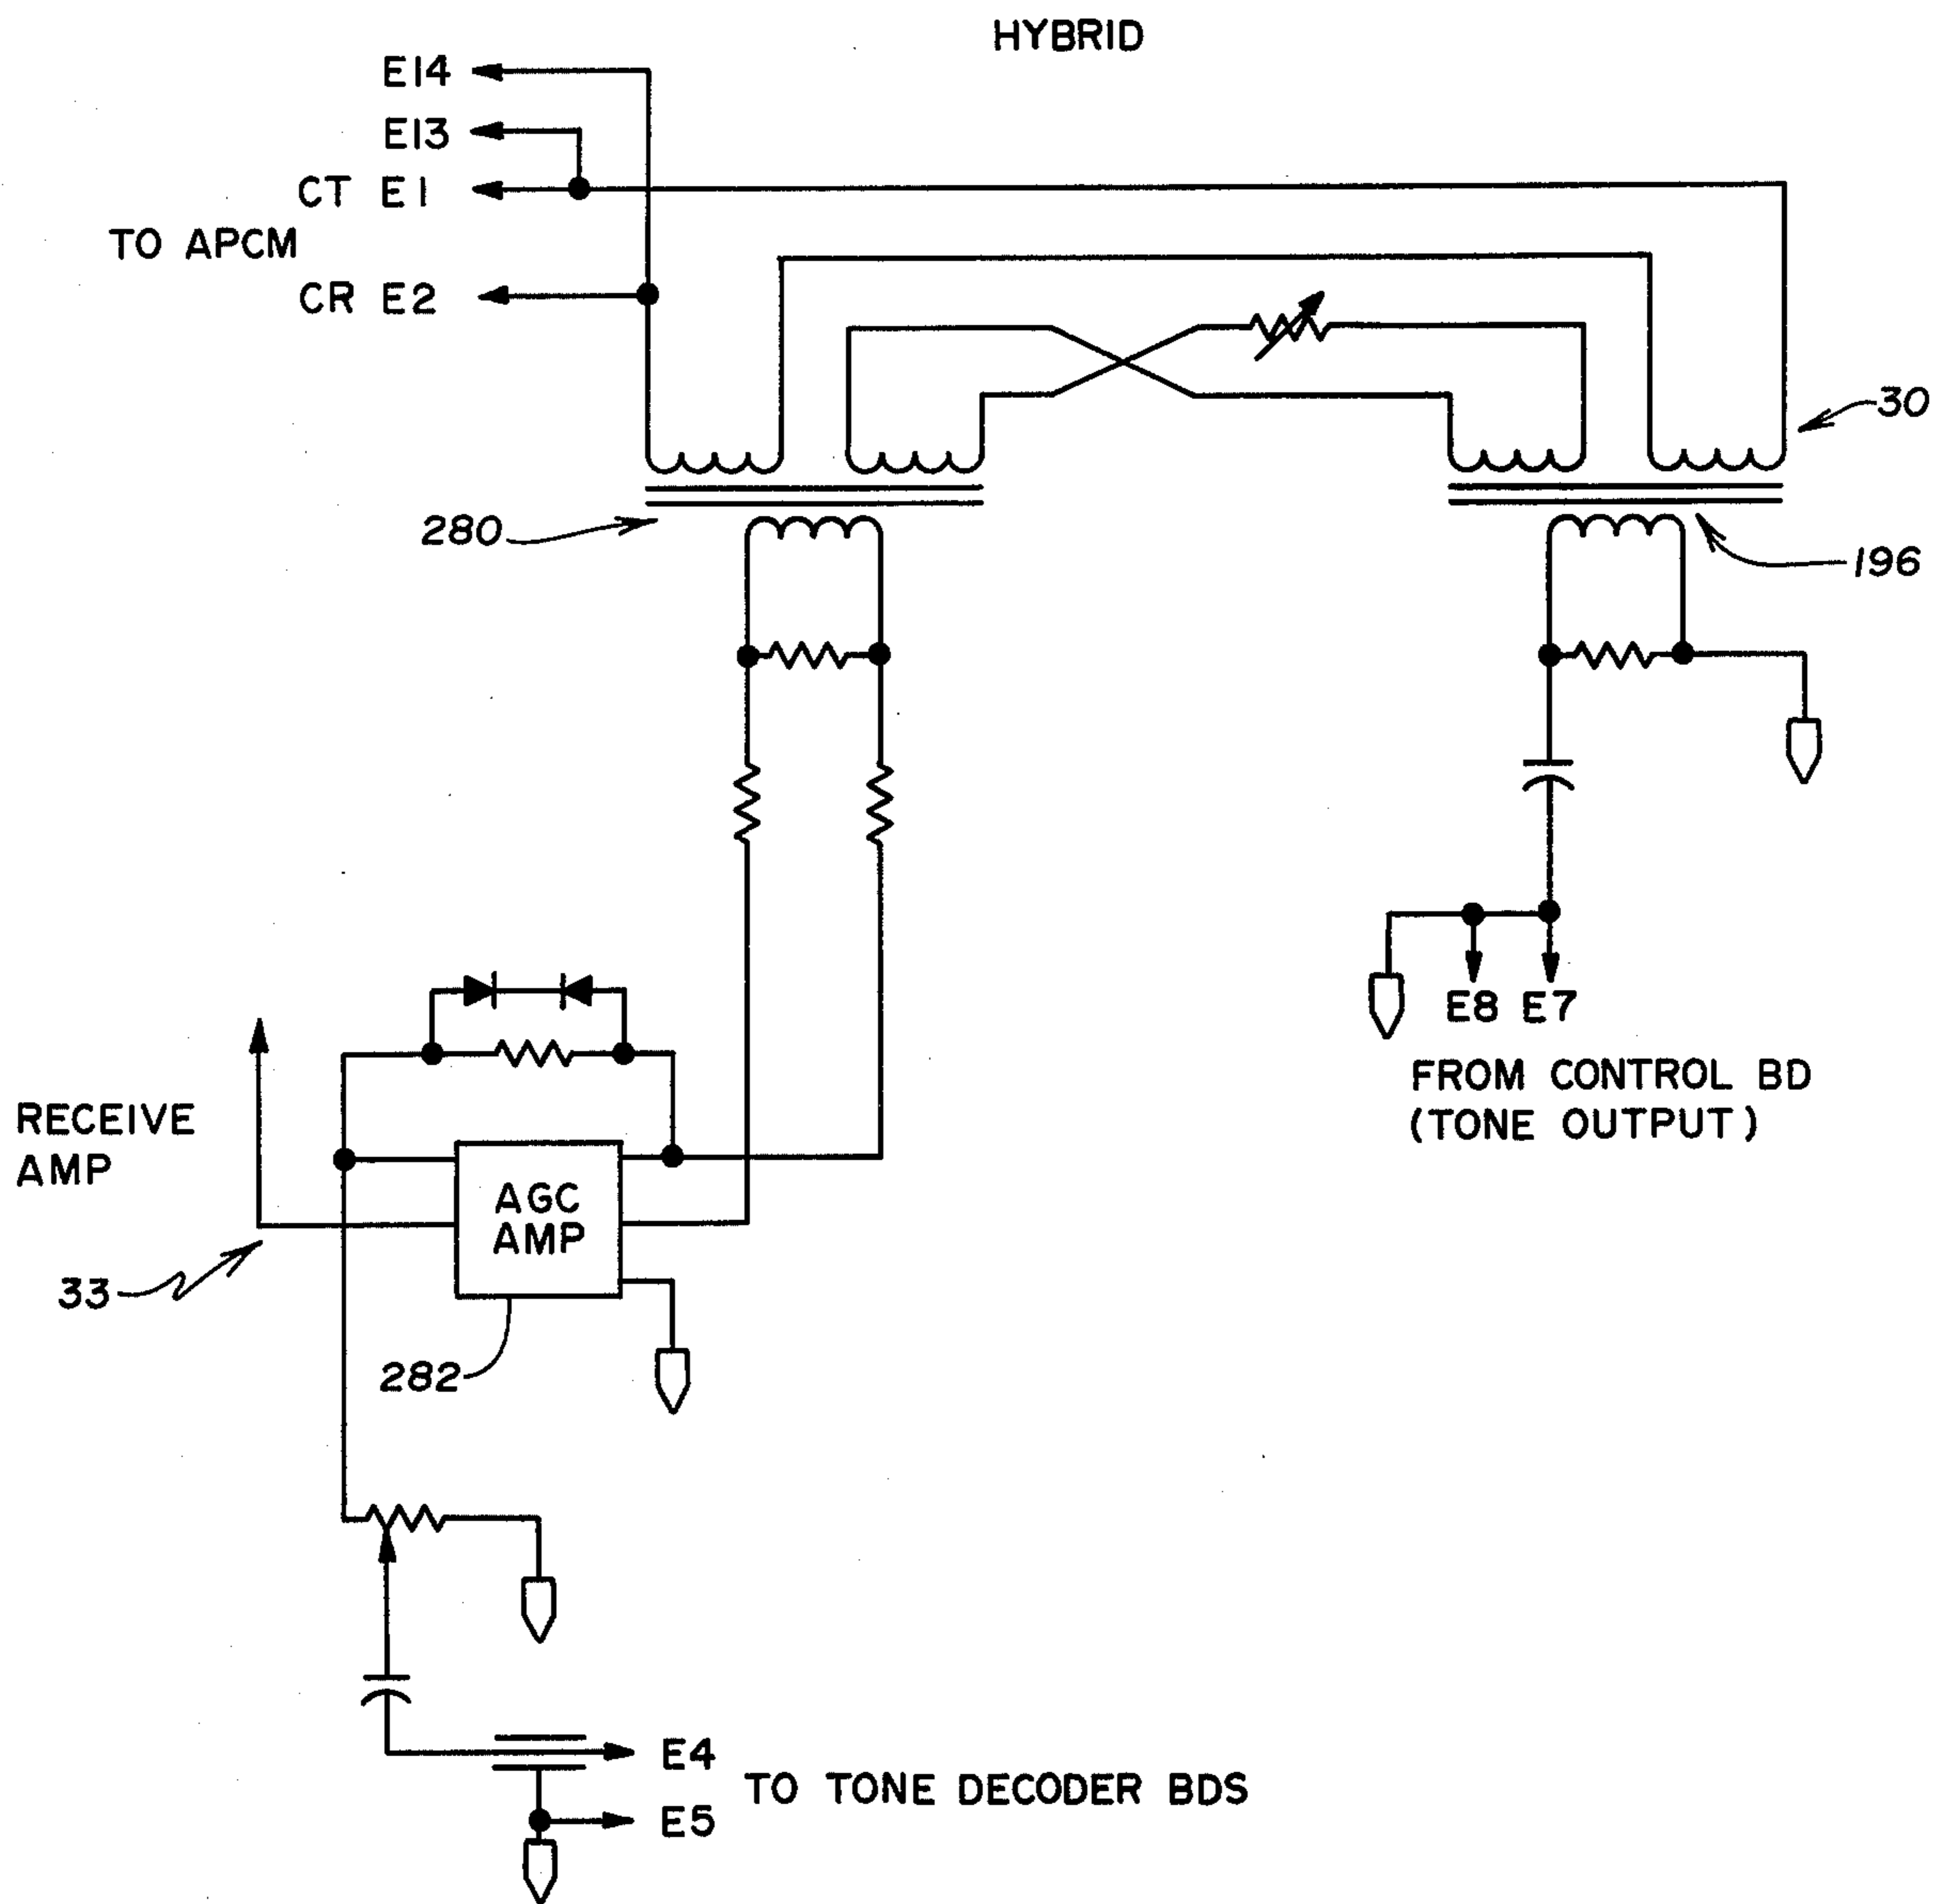 HYBRID
E14
E13
CT E1
TO APCM
CR E2
30
280
196
E8 E7
FROM CONTROL BD
(TONE OUTPUT)
RECEIVE
AMP
AGC
AMP
33
282
E4
TO TONE DECODER BDS
E5